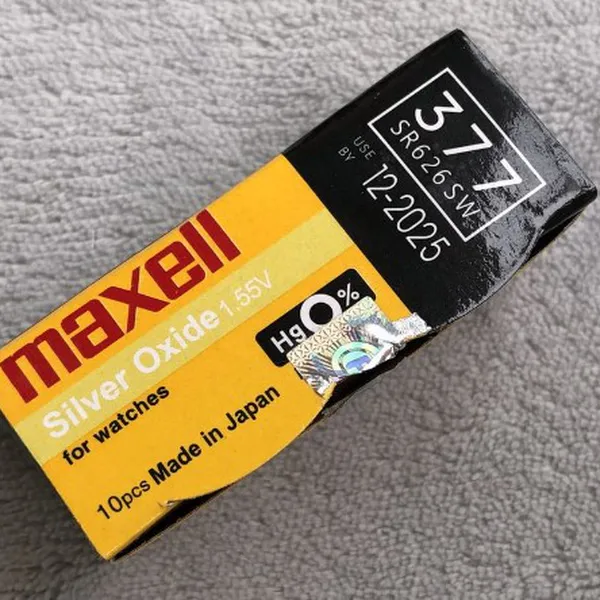 maxell
Silver Oxide 1.55V
for watches
10pcs Made in Japan
Hg 0%
377
SR626SW
USE BY 12-2025